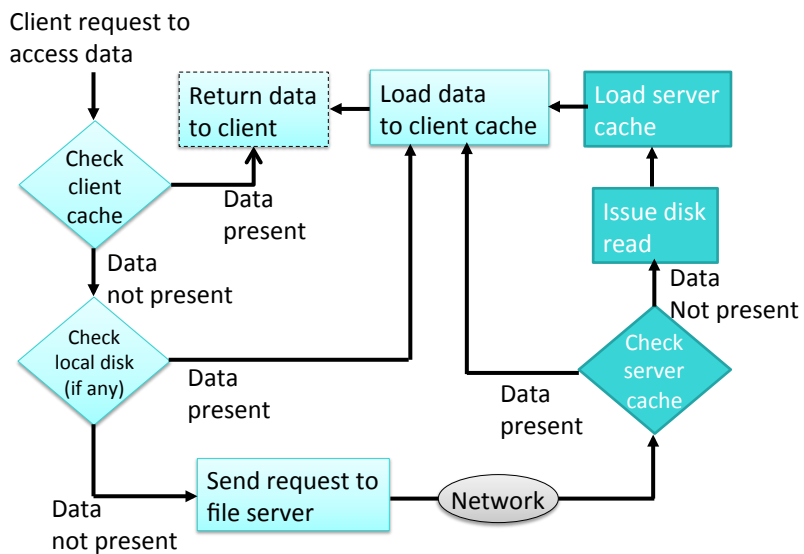 Client request to
access data
Return data
to client
Load data
to client cache
Load server
cache
Check
client
cache
Data
present
Issue disk
read
Data
not present
Data
Not present
Check
local disk
(if any)
Data
present
Check
server
cache
Data
present
Send request to
file server
Network
Data
not present